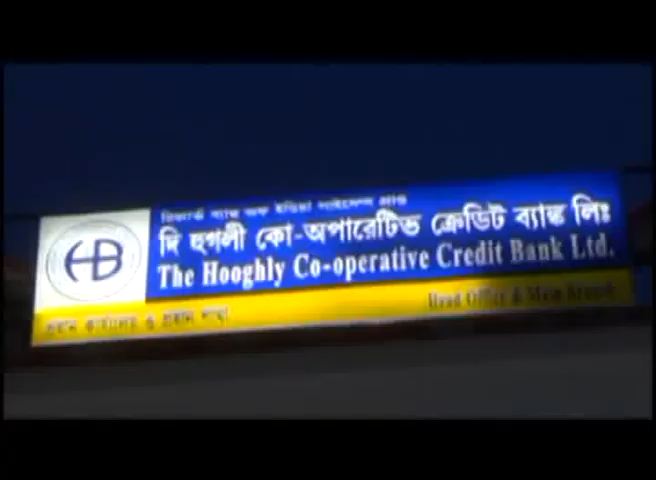 রিজার্ভ ব্যাঙ্ক অফ ইন্ডিয়া লাইসেন্স প্রাপ্ত
HB
দি হুগলী কো-অপারেটিভ ক্রেডিট ব্যাঙ্ক লিঃ
The Hooghly Co-operative Credit Bank Ltd.
প্রধান কার্যালয় ও প্রধান শাখা
Head Office & Main Branch